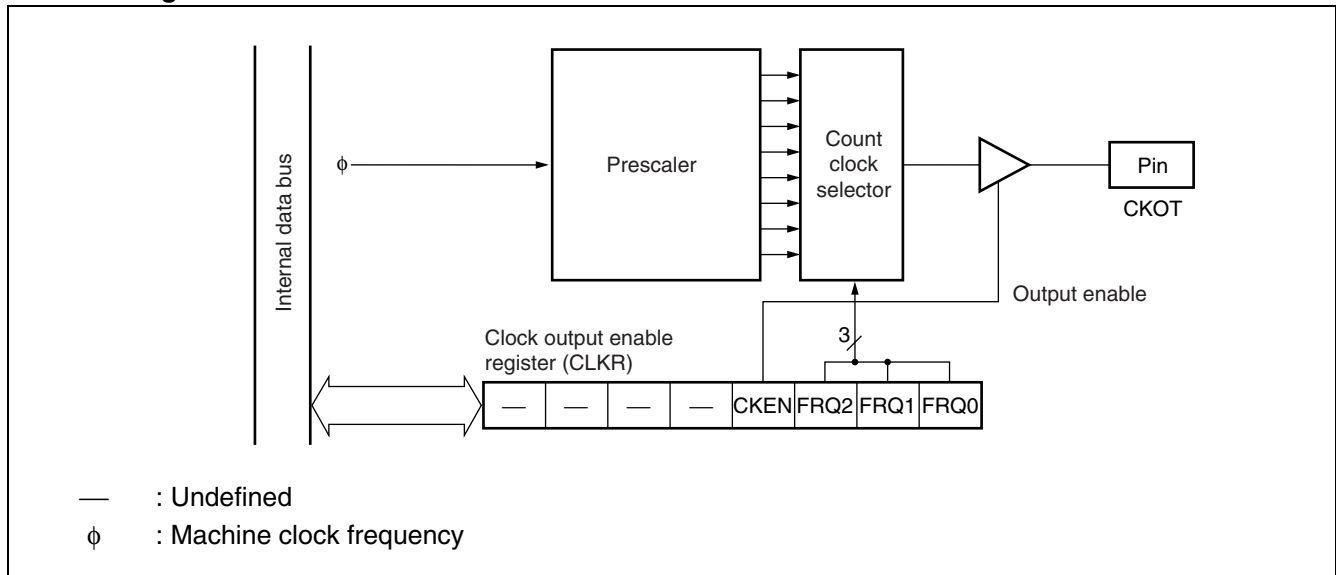 Internal data bus
ϕ
Prescaler
Count
clock
selector
Pin
CKOT
Output enable
3
Clock output enable
register (CLKR)
— — — — CKEN FRQ2 FRQ1 FRQ0
— : Undefined
ϕ : Machine clock frequency